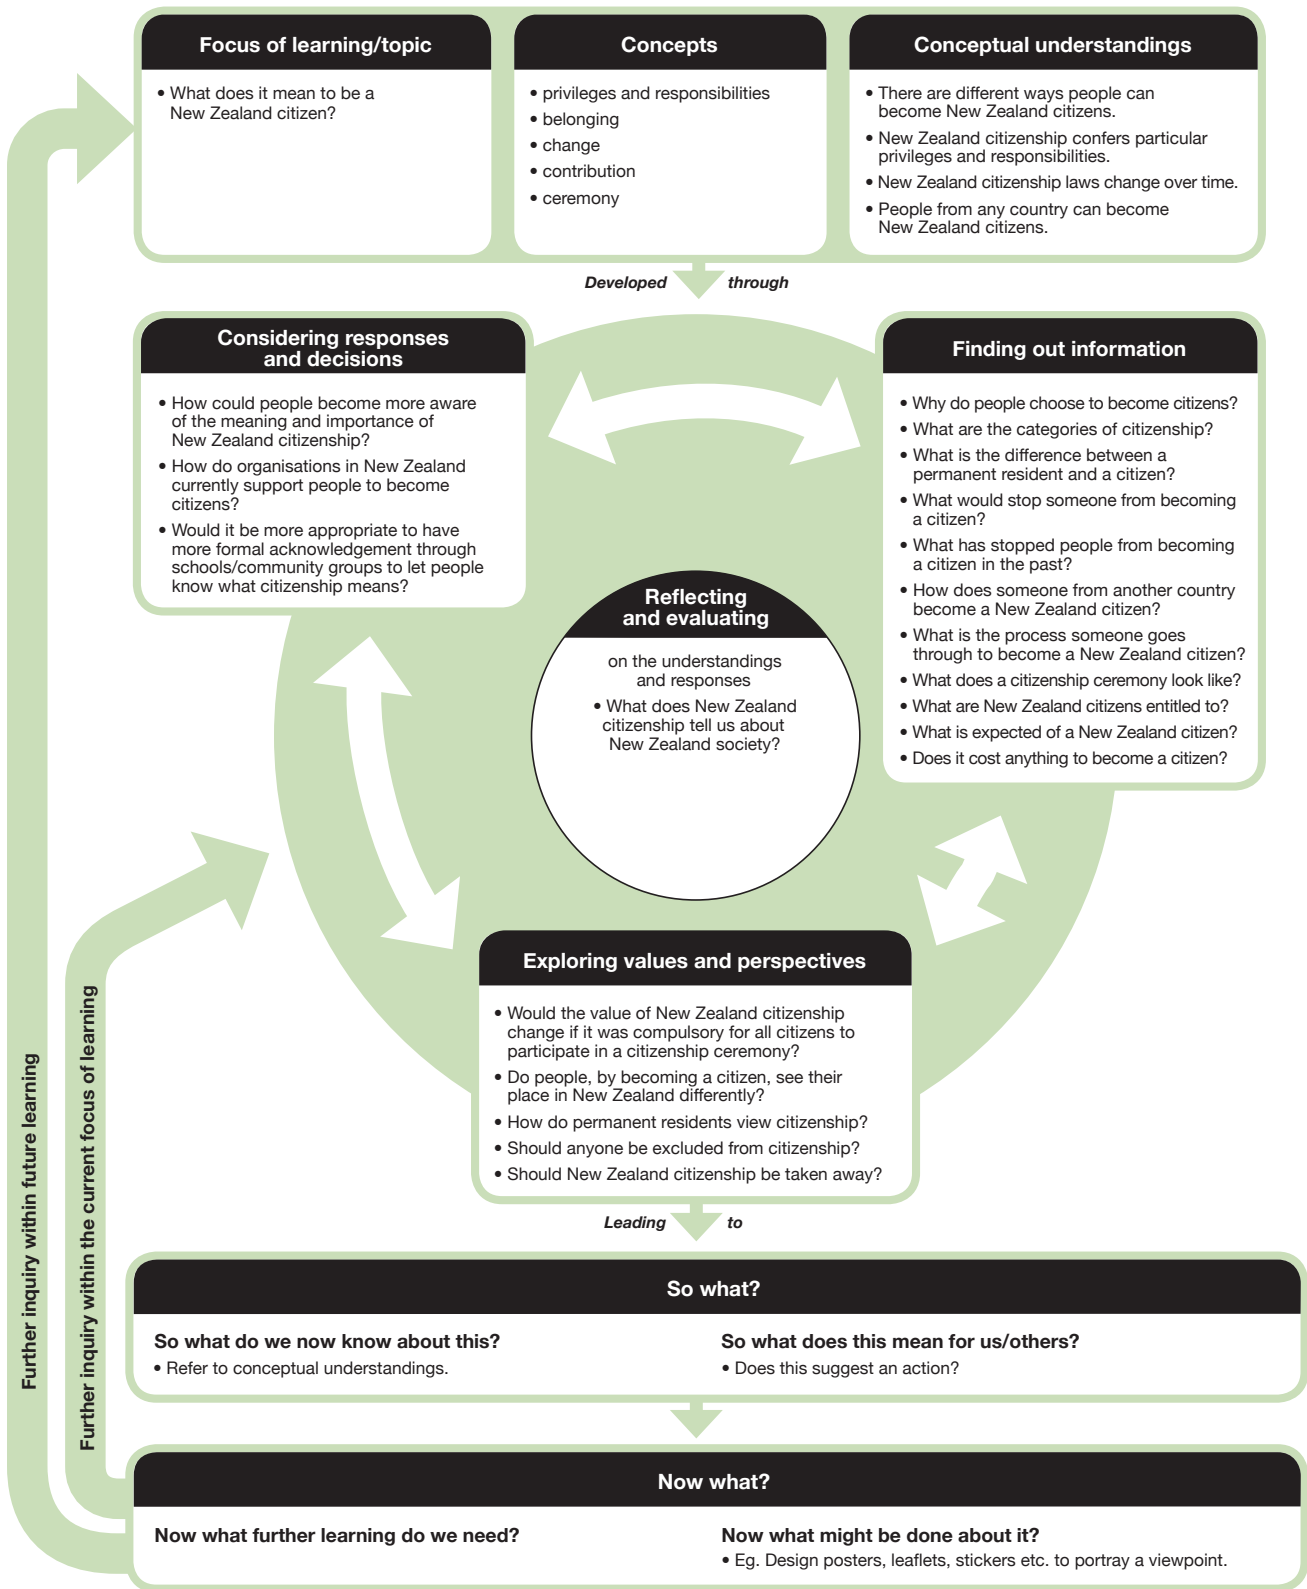 Focus of learning/topic
• What does it mean to be a
New Zealand citizen?
Concepts
• privileges and responsibilities
• belonging
• change
• contribution
• ceremony
Conceptual understandings
• There are different ways people can
become New Zealand citizens.
• New Zealand citizenship confers particular
privileges and responsibilities.
• New Zealand citizenship laws change over time.
• People from any country can become
New Zealand citizens.
Developed through
Considering responses
and decisions
• How could people become more aware
of the meaning and importance of
New Zealand citizenship?
• How do organisations in New Zealand
currently support people to become
citizens?
• Would it be more appropriate to have
more formal acknowledgement through
schools/community groups to let people
know what citizenship means?
Finding out information
• Why do people choose to become citizens?
• What are the categories of citizenship?
• What is the difference between a
permanent resident and a citizen?
• What would stop someone from becoming
a citizen?
• What has stopped people from becoming
a citizen in the past?
• How does someone from another country
become a New Zealand citizen?
• What is the process someone goes
through to become a New Zealand citizen?
• What does a citizenship ceremony look like?
• What are New Zealand citizens entitled to?
• What is expected of a New Zealand citizen?
• Does it cost anything to become a citizen?
Reflecting
and evaluating
on the understandings
and responses
• What does New Zealand
citizenship tell us about
New Zealand society?
Exploring values and perspectives
• Would the value of New Zealand citizenship
change if it was compulsory for all citizens to
participate in a citizenship ceremony?
• Do people, by becoming a citizen, see their
place in New Zealand differently?
• How do permanent residents view citizenship?
• Should anyone be excluded from citizenship?
• Should New Zealand citizenship be taken away?
Leading to
So what?
So what do we now know about this?
• Refer to conceptual understandings.
So what does this mean for us/others?
• Does this suggest an action?
Now what?
Now what further learning do we need?
Now what might be done about it?
• Eg. Design posters, leaflets, stickers etc. to portray a viewpoint.
Further inquiry within future learning
Further inquiry within the current focus of learning